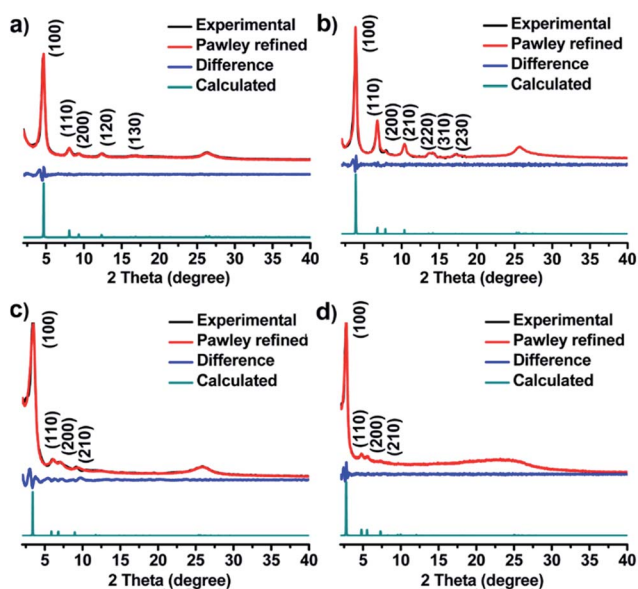 a)
(100)
(110)
(200)
(120)
(130)
Experimental
Pawley refined
Difference
Calculated
5 10 15 20 25 30 35 40
2 Theta (degree)
b)
(100)
(110)
(200)
(210)
(220)
(310)
(230)
Experimental
Pawley refined
Difference
Calculated
5 10 15 20 25 30 35 40
2 Theta (degree)
c)
(100)
(110)
(200)
(210)
Experimental
Pawley refined
Difference
Calculated
5 10 15 20 25 30 35 40
2 Theta (degree)
d)
(100)
(110)
(200)
(210)
Experimental
Pawley refined
Difference
Calculated
5 10 15 20 25 30 35 40
2 Theta (degree)